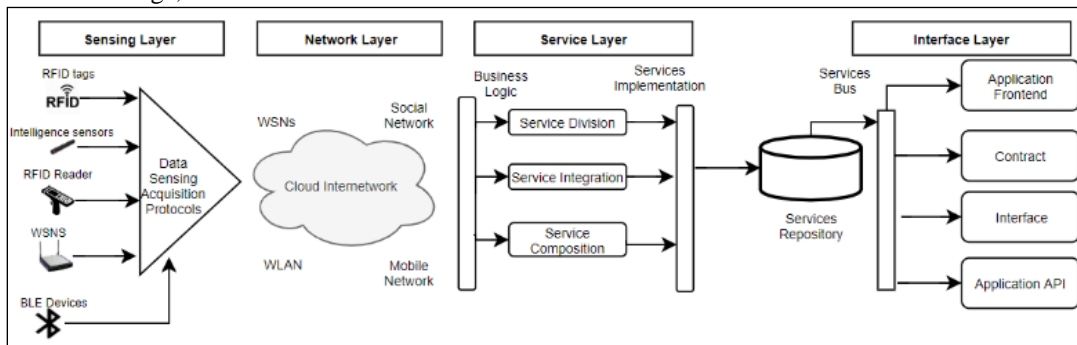 Sensing Layer
Network Layer
Service Layer
Interface Layer
RFID tags
RFID
Intelligence sensors
RFID Reader
WSNS
BLE Devices
Data
Sensing
Acquisition
Protocols
WSNs
Social
Network
Cloud Internetwork
WLAN
Mobile
Network
Business
Logic
Services
Implementation
Service Division
Service Integration
Service
Composition
Services
Repository
Services
Bus
Application
Frontend
Contract
Interface
Application API